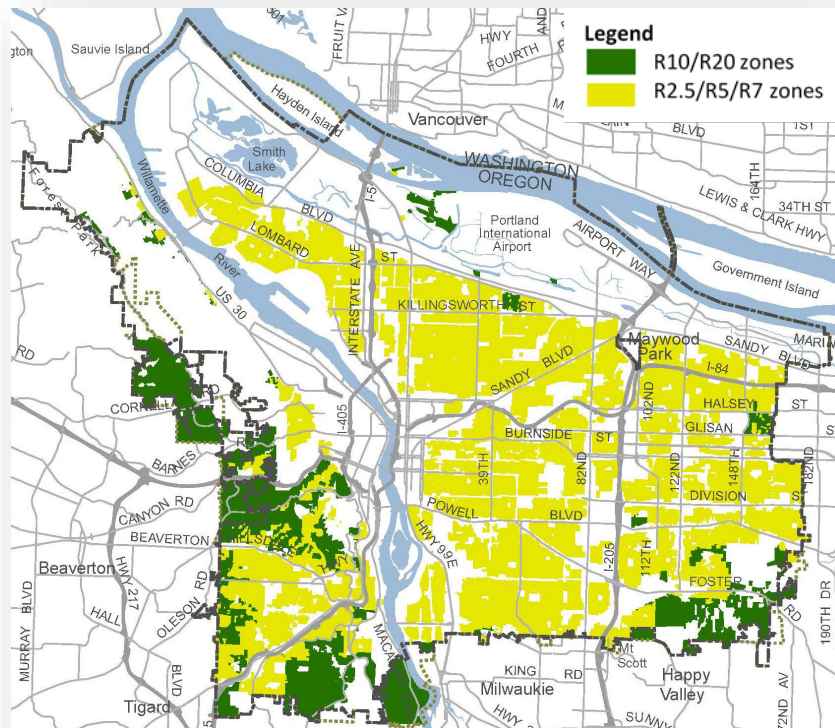 Legend
R10/R20 zones
R2.5/R5/R7 zones
Sauvie Island
HWY
FOURTH
Hayden Island
Vancouver
BLVD
1ST
164TH
Smith
Lake
WASHINGTON
OREGON
LEWIS & CLARK HWY
34TH ST
Willamette
River
COLUMBIA
BLVD
I-5
Portland
International
Airport
AIRPORT WAY
Government Island
Forest Park
LOMBARD
ST
US 30
INTERSTATE AVE
KILLINGSWORTH ST
Maywood
Park
SANDY BLVD
SANDY BLVD
I-84
RD
102ND
HALSEY
ST
GLISAN
I-405
BURNSIDE
ST
BARNES
39TH
82ND
122ND
148TH
182ND
DIVISION
CANYON RD
POWELL
BLVD
HWY 99E
BEAVERTON
HWY
Beaverton
HWY 217
OLESON RD
I-205
112TH
FOSTER
RD
190TH DR
MURRAY BLVD
HALL
BLVD
Mt
Scott
KING
RD
Happy
Valley
Milwaukie
Tigard